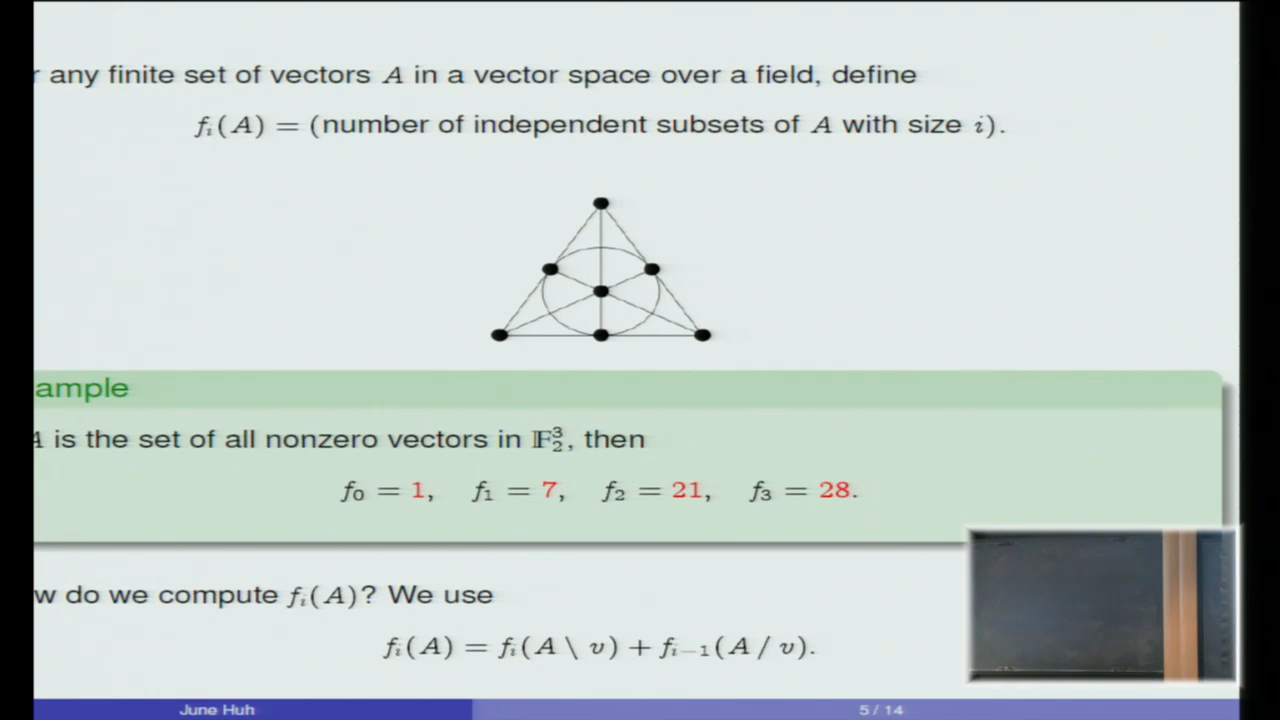 r any finite set of vectors A in a vector space over a field, define
fᵢ(A) = (number of independent subsets of A with size i).
ample
A is the set of all nonzero vectors in 𝔽₂³, then
f₀ = 1, f₁ = 7, f₂ = 21, f₃ = 28.
w do we compute fᵢ(A)? We use
fᵢ(A) = fᵢ(A \ v) + fᵢ₋₁(A / v).
June Huh 5 / 14